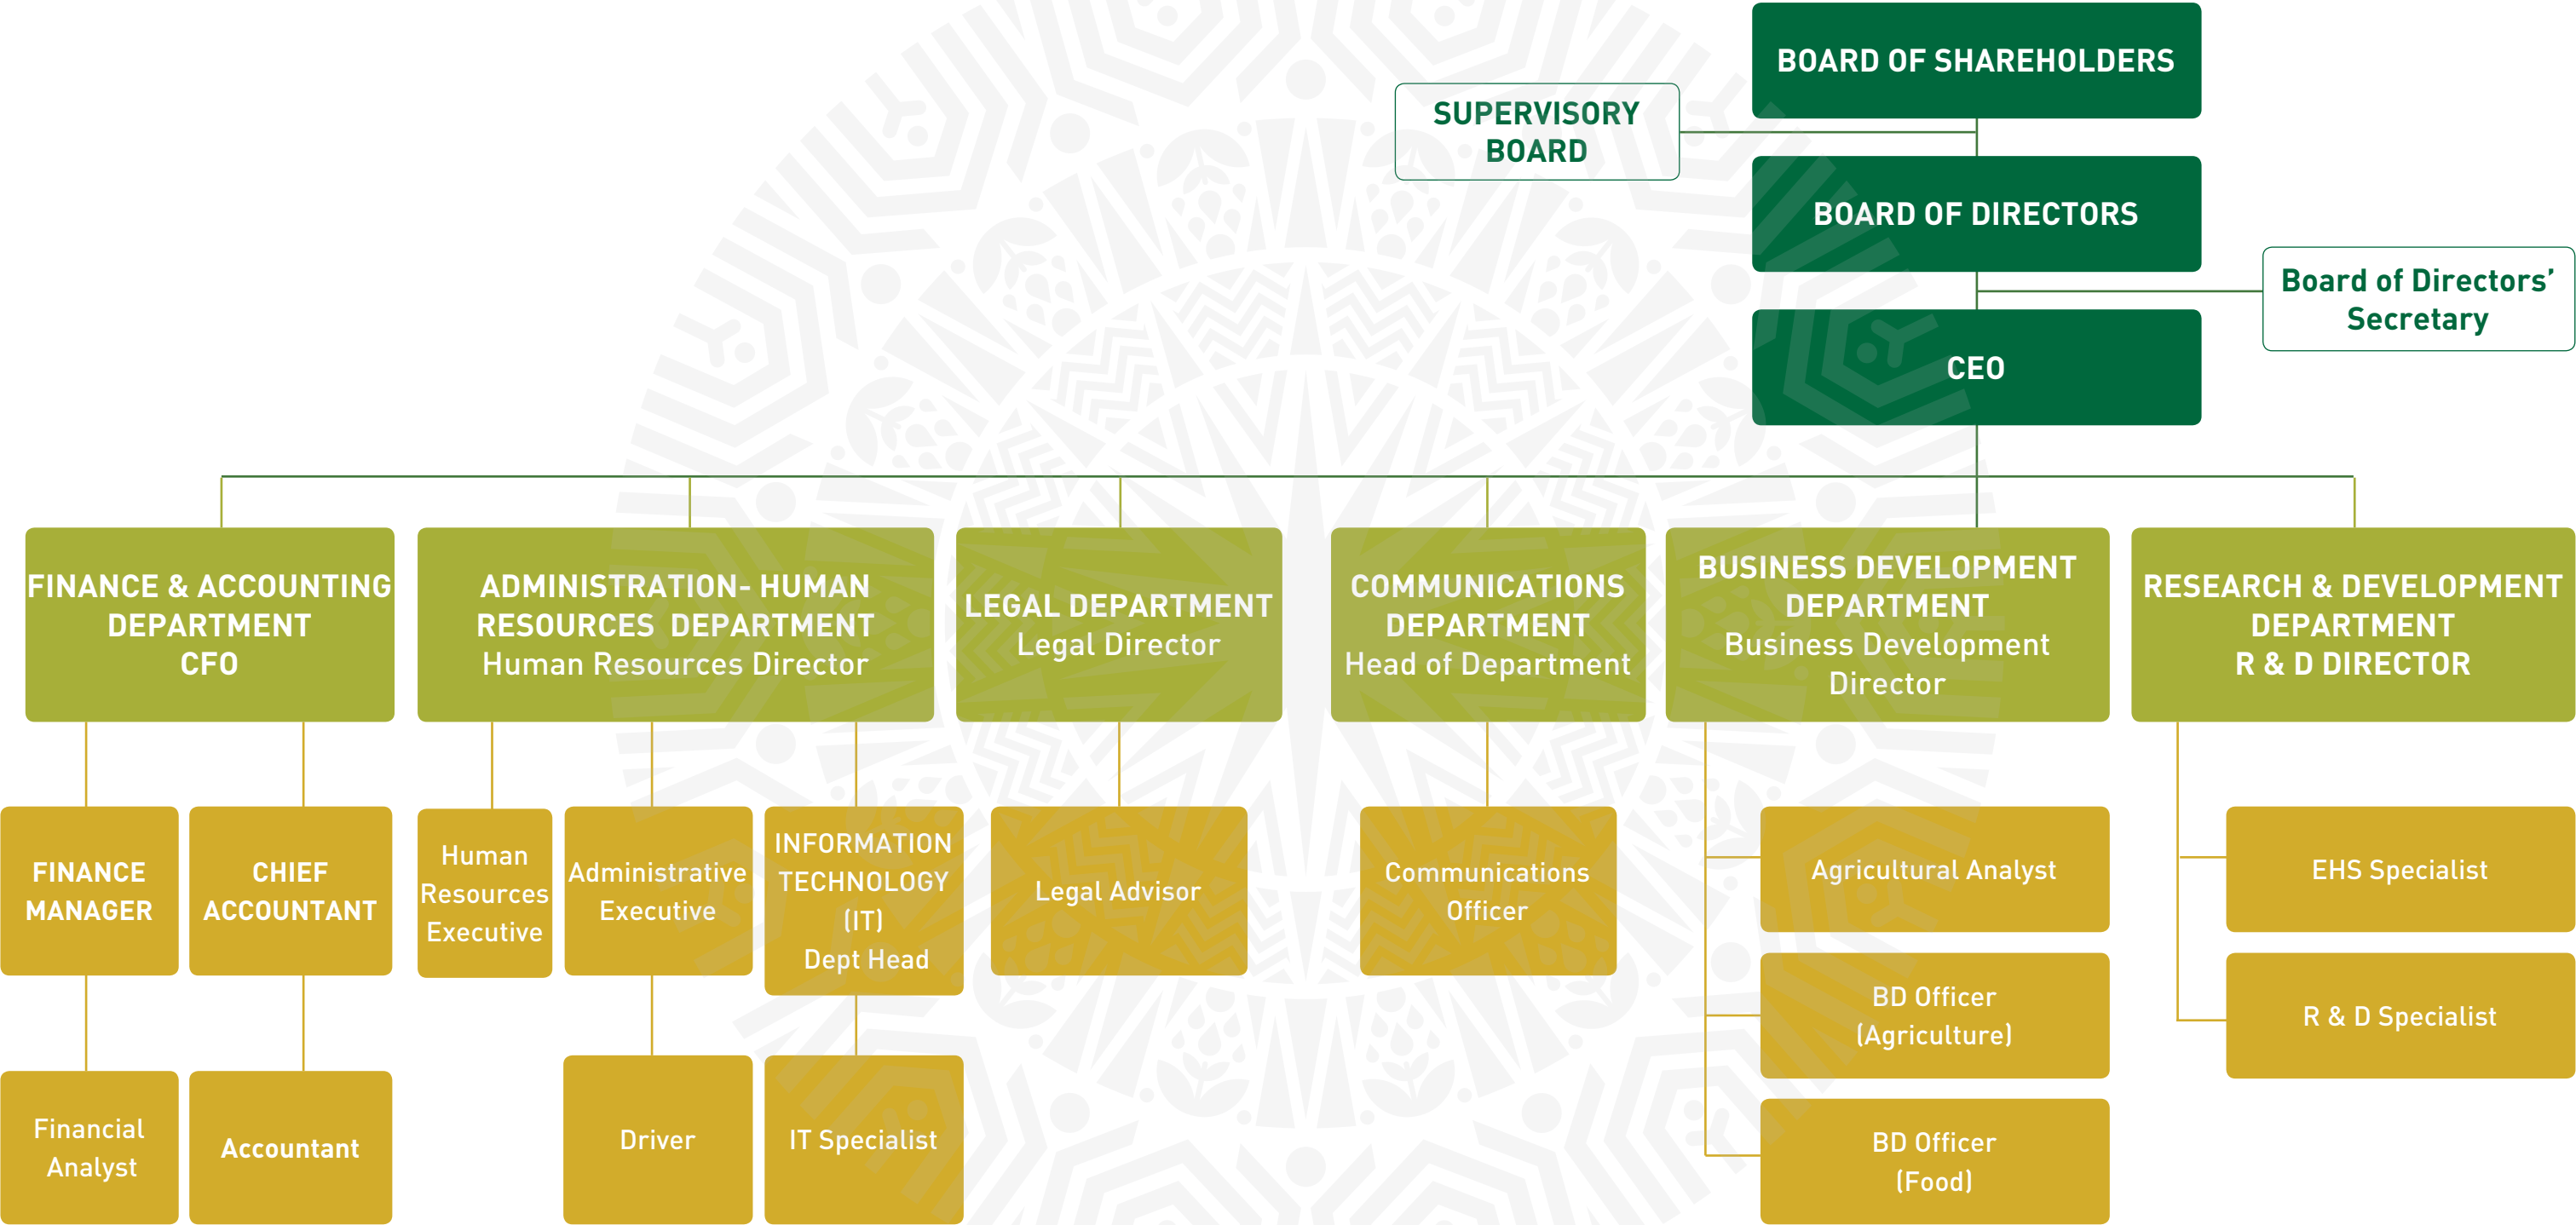 BOARD OF SHAREHOLDERS
SUPERVISORY
BOARD
BOARD OF DIRECTORS
Board of Directors’
Secretary
CEO
FINANCE & ACCOUNTING
DEPARTMENT
CFO
ADMINISTRATION- HUMAN
RESOURCES DEPARTMENT
Human Resources Director
LEGAL DEPARTMENT
Legal Director
COMMUNICATIONS
DEPARTMENT
Head of Department
BUSINESS DEVELOPMENT
DEPARTMENT
Business Development
Director
RESEARCH & DEVELOPMENT
DEPARTMENT
R & D DIRECTOR
FINANCE
MANAGER
CHIEF
ACCOUNTANT
Human
Resources
Executive
Administrative
Executive
INFORMATION
TECHNOLOGY
(IT)
Dept Head
Legal Advisor
Communications
Officer
Agricultural Analyst
EHS Specialist
BD Officer
(Agriculture)
R & D Specialist
Financial
Analyst
Accountant
Driver
IT Specialist
BD Officer
(Food)